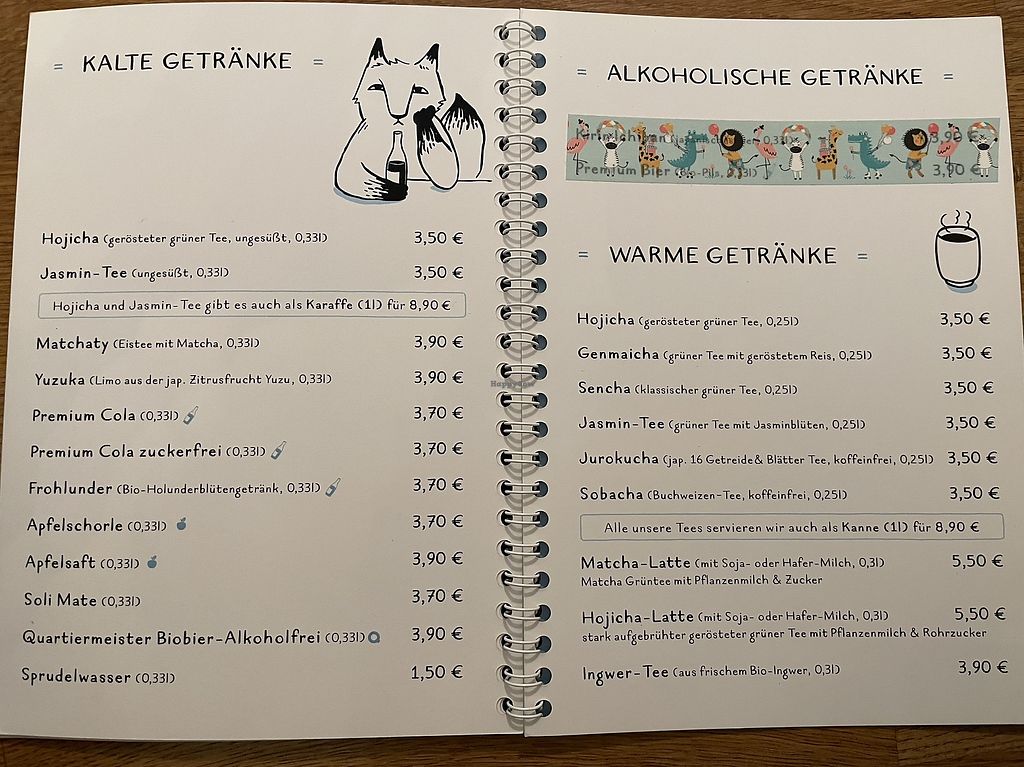 = KALTE GETRÄNKE =
Hojicha (gerösteter grüner Tee, ungesüßt, 0,33l) 3,50 €
Jasmin-Tee (ungesüßt, 0,33l) 3,50 €
Hojicha und Jasmin-Tee gibt es auch als Karaffe (1l) für 8,90 €
Matchaty (Eistee mit Matcha, 0,33l) 3,90 €
Yuzuka (Limo aus der jap. Zitrusfrucht Yuzu, 0,33l) 3,90 €
Premium Cola (0,33l) 3,70 €
Premium Cola zuckerfrei (0,33l) 3,70 €
Frohlunder (Bio-Holunderblütengetränk, 0,33l) 3,70 €
Apfelschorle (0,33l) 3,70 €
Apfelsaft (0,33l) 3,90 €
Soli Mate (0,33l) 3,70 €
Quartiermeister Biobier-Alkoholfrei (0,33l) 3,90 €
Sprudelwasser (0,33l) 1,50 €
HappyCow
= ALKOHOLISCHE GETRÄNKE =
Kirin Ichiban 0,33l) 3,90 €
Premium Bier (Bio-Pils, 0,33l) 3,90 €
= WARME GETRÄNKE =
Hojicha (gerösteter grüner Tee, 0,25l) 3,50 €
Genmaicha (grüner Tee mit geröstetem Reis, 0,25l) 3,50 €
Sencha (klassischer grüner Tee, 0,25l) 3,50 €
Jasmin-Tee (grüner Tee mit Jasminblüten, 0,25l) 3,50 €
Jurokucha (jap. 16 Getreide& Blätter Tee, koffeinfrei, 0,25l) 3,50 €
Sobacha (Buchweizen-Tee, koffeinfrei, 0,25l) 3,50 €
Alle unsere Tees servieren wir auch als Kanne (1l) für 8,90 €
Matcha-Latte (mit Soja- oder Hafer-Milch, 0,3l) 5,50 €
Matcha Grüntee mit Pflanzenmilch & Zucker
Hojicha-Latte (mit Soja- oder Hafer-Milch, 0,3l) 5,50 €
stark aufgebrühter gerösteter grüner Tee mit Pflanzenmilch & Rohrzucker
Ingwer-Tee (aus frischem Bio-Ingwer, 0,3l) 3,90 €